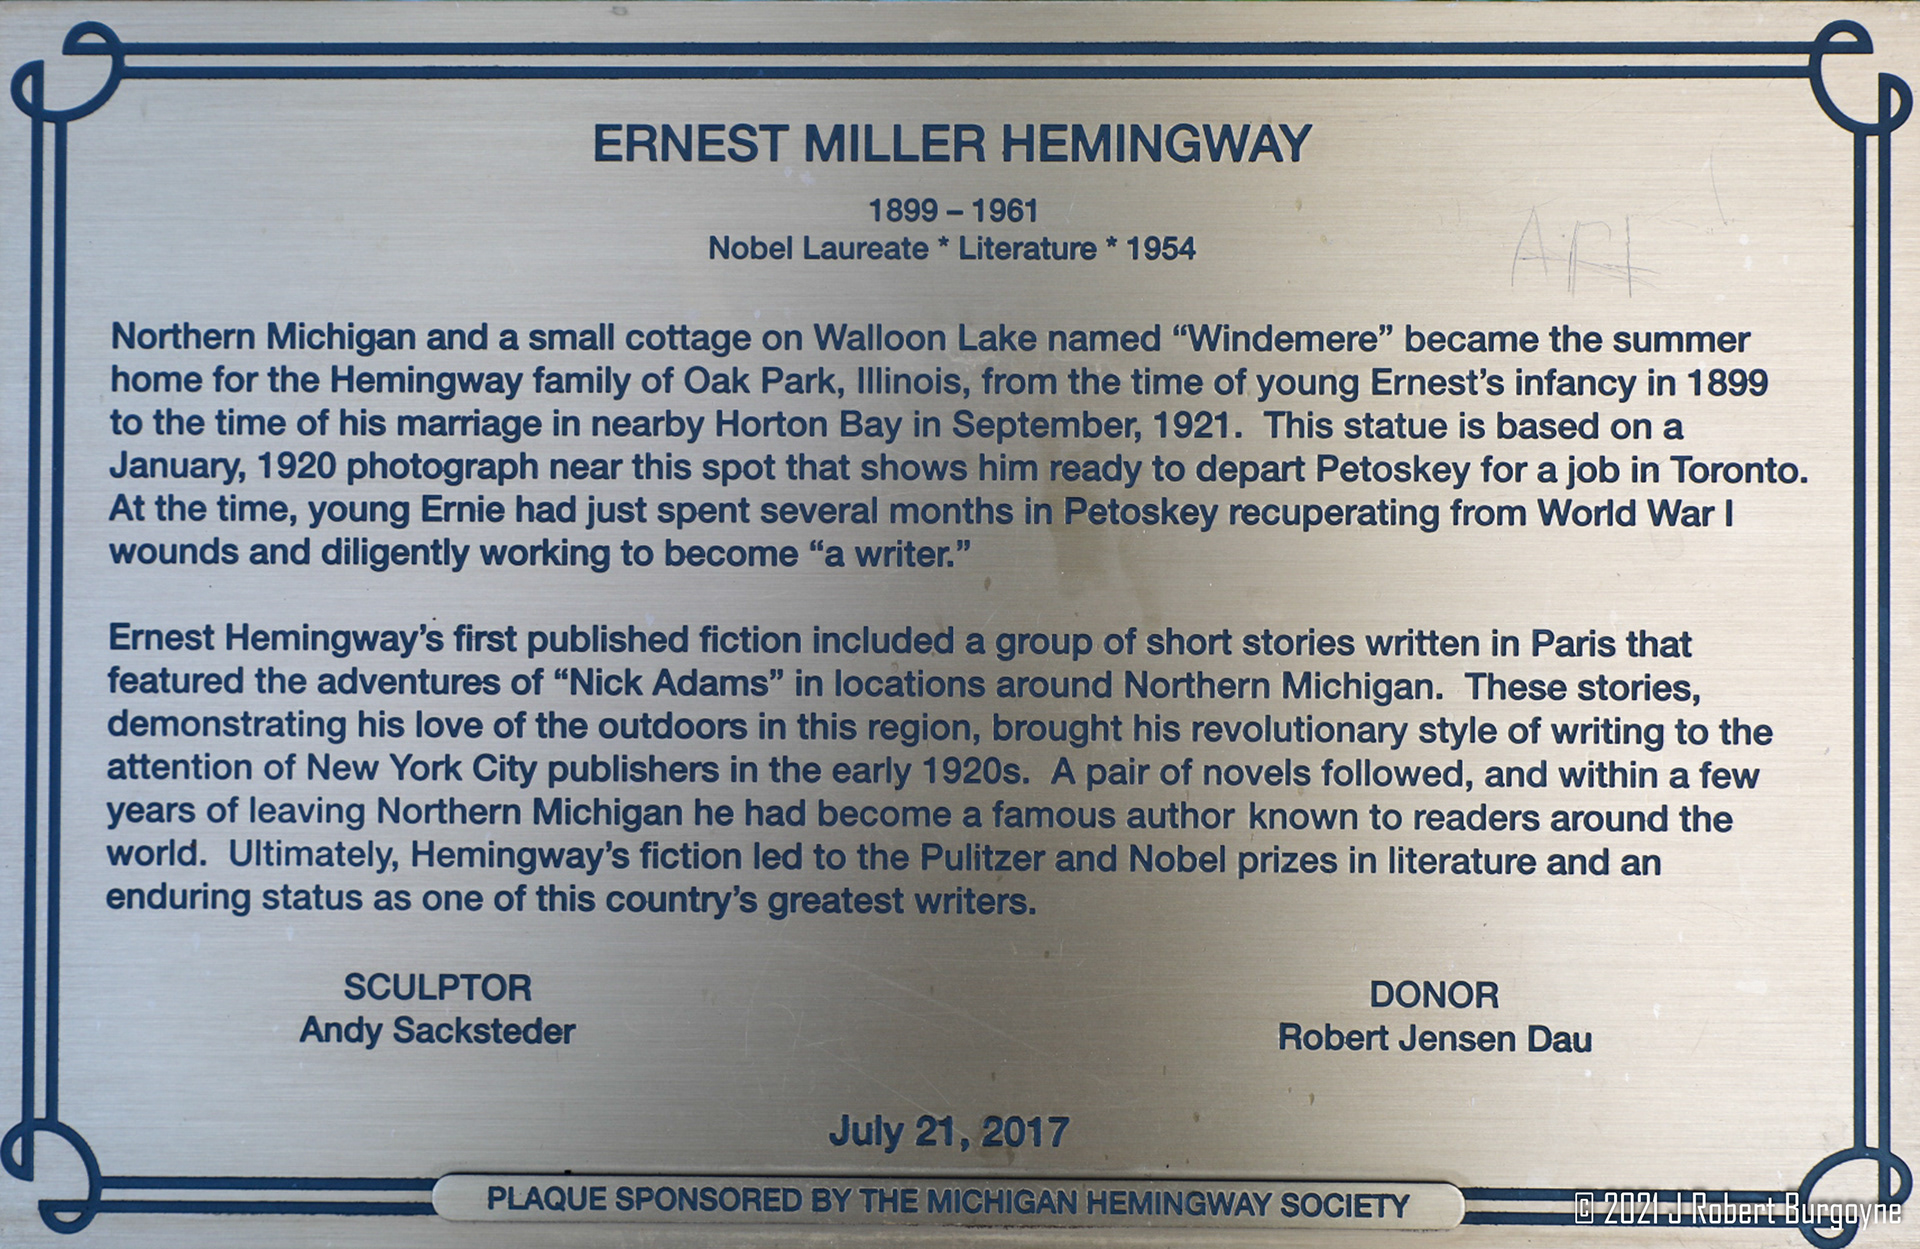 ERNEST MILLER HEMINGWAY
1899 – 1961
Nobel Laureate * Literature * 1954
ART
Northern Michigan and a small cottage on Walloon Lake named “Windemere” became the summer
home for the Hemingway family of Oak Park, Illinois, from the time of young Ernest’s infancy in 1899
to the time of his marriage in nearby Horton Bay in September, 1921.  This statue is based on a
January, 1920 photograph near this spot that shows him ready to depart Petoskey for a job in Toronto.
At the time, young Ernie had just spent several months in Petoskey recuperating from World War I
wounds and diligently working to become “a writer.”
Ernest Hemingway’s first published fiction included a group of short stories written in Paris that
featured the adventures of “Nick Adams” in locations around Northern Michigan.  These stories,
demonstrating his love of the outdoors in this region, brought his revolutionary style of writing to the
attention of New York City publishers in the early 1920s.  A pair of novels followed, and within a few
years of leaving Northern Michigan he had become a famous author known to readers around the
world.  Ultimately, Hemingway’s fiction led to the Pulitzer and Nobel prizes in literature and an
enduring status as one of this country’s greatest writers.
SCULPTOR
Andy Sacksteder
DONOR
Robert Jensen Dau
July 21, 2017
PLAQUE SPONSORED BY THE MICHIGAN HEMINGWAY SOCIETY
© 2021 J Robert Burgoyne